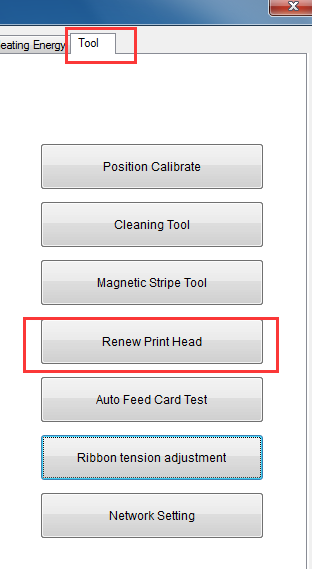 Heating Energy Tool
Position Calibrate
Cleaning Tool
Magnetic Stripe Tool
Renew Print Head
Auto Feed Card Test
Ribbon tension adjustment
Network Setting